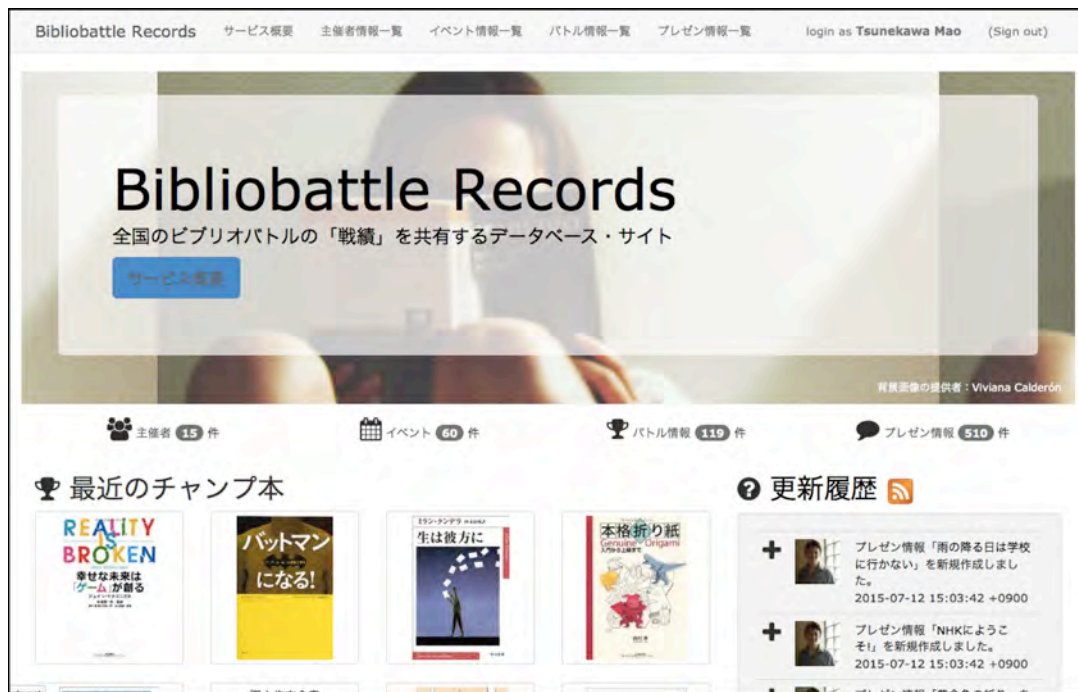 Bibliobattle Records サービス概要 主催者情報一覧 イベント情報一覧 バトル情報一覧 プレゼン情報一覧 login as Tsunekawa Mao (Sign out)
Bibliobattle Records
全国のビブリオバトルの「戦績」を共有するデータベース・サイト
サービス概要
背景画像の提供者：Viviana Calderón
主催者 15 件 イベント 60 件 バトル情報 119 件 プレゼン情報 510 件
最近のチャンプ本
REALITY
IS
BROKEN
幸せな未来は
「ゲーム」が創る
バットマン
になる!
ミラン・クンデラ
生は彼方に
本格折り紙
Genuine Origami
入門から上級まで
更新履歴
プレゼン情報「雨の降る日は学校
に行かない」を新規作成しまし
た。
2015-07-12 15:03:42 +0900
プレゼン情報「NHKにようこ
そ!」を新規作成しました。
2015-07-12 15:03:42 +0900